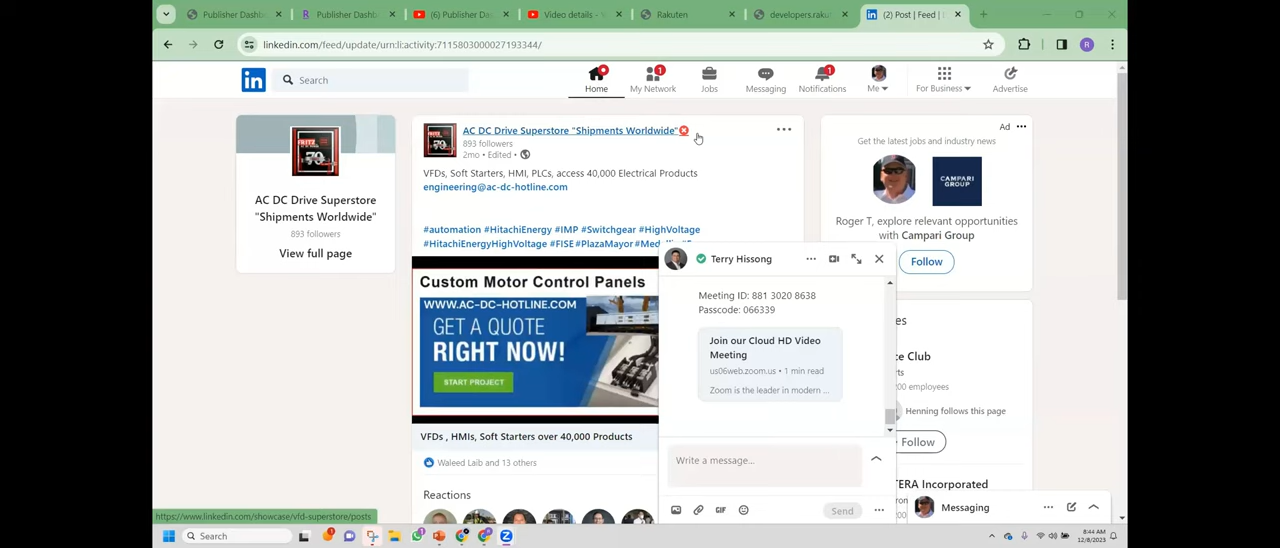 Publisher Dashb
Publisher Dashb
(6) Publisher Das
Video details - Y
Rakuten
developers.raku
(2) Post | Feed |
linkedin.com/feed/update/urn:li:activity:7115803000027193344/
R
in
Search
1
1
Home
My Network
Jobs
Messaging
Notifications
Me
For Business
Advertise
AC DC Drive Superstore
"Shipments Worldwide"
893 followers
View full page
AC DC Drive Superstore "Shipments Worldwide"
893 followers
2mo • Edited •
VFDs, Soft Starters, HMI, PLCs, access 40,000 Electrical Products
engineering@ac-dc-hotline.com
#automation #HitachiEnergy #IMP #Switchgear #HighVoltage
#HitachiEnergyHighVoltage #FISE #PlazaMayor
Custom Motor Control Panels
WWW.AC-DC-HOTLINE.COM
GET A QUOTE
RIGHT NOW!
START PROJECT
VFDs , HMIs, Soft Starters over 40,000 Products
Waleed Laib and 13 others
Reactions
Ad
Get the latest jobs and industry news
CAMPARI
GROUP
Roger T, explore relevant opportunities
with Campari Group
Follow
Terry Hissong
Meeting ID: 881 3020 8638
Passcode: 066339
Join our Cloud HD Video
Meeting
us06web.zoom.us • 1 min read
Zoom is the leader in modern ...
Write a message...
GIF
Send
Club
employees
Henning follows this page
Follow
Incorporated
Messaging
https://www.linkedin.com/showcase/vfd-superstore/posts
Search
8:44 AM
12/8/2023